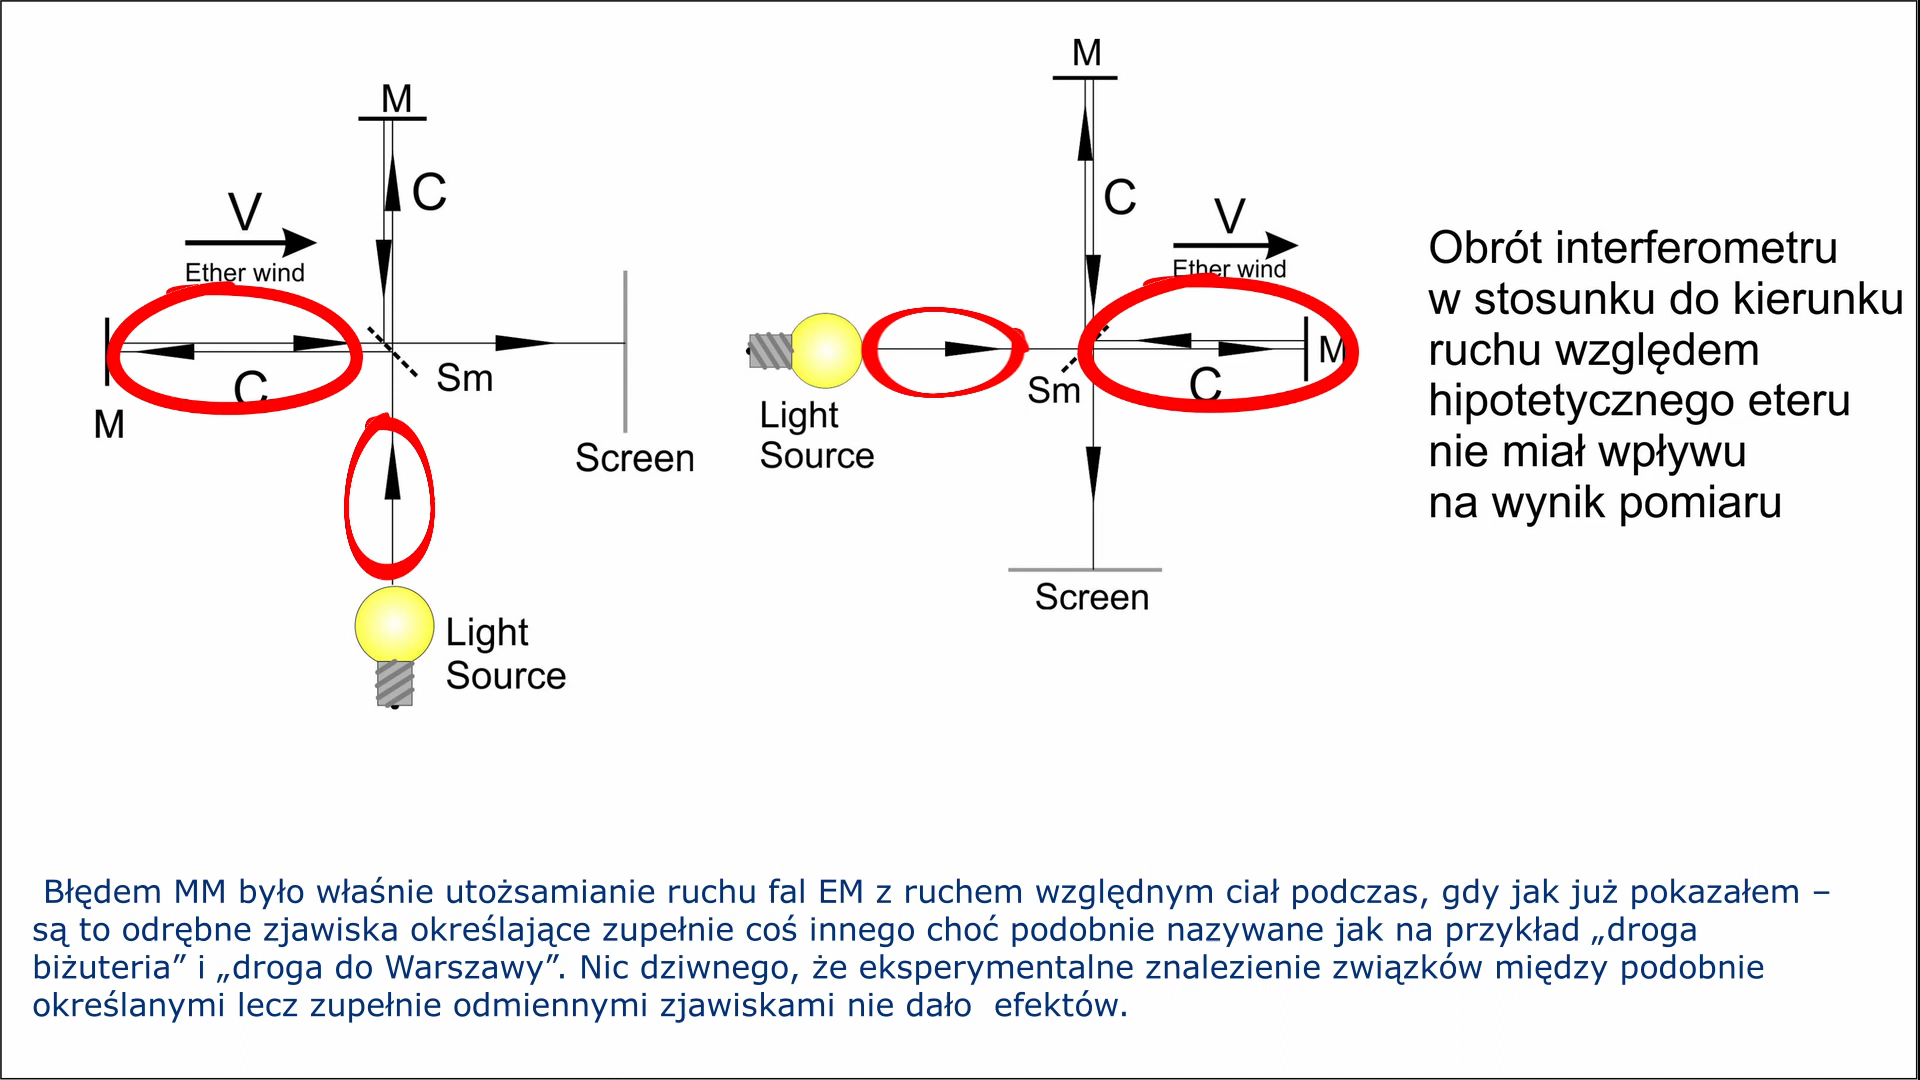 M
C
V
Ether wind
C
M
Sm
Screen
Light
Source
M
C
V
Ether wind
M
C
Sm
Light
Source
Screen
Obrót interferometru
w stosunku do kierunku
ruchu względem
hipotetycznego eteru
nie miał wpływu
na wynik pomiaru
Błędem MM było właśnie utożsamianie ruchu fal EM z ruchem względnym ciał podczas, gdy jak już pokazałem –
są to odrębne zjawiska określające zupełnie coś innego choć podobnie nazywane jak na przykład „droga
biżuteria” i „droga do Warszawy”. Nic dziwnego, że eksperymentalne znalezienie związków między podobnie
określanymi lecz zupełnie odmiennymi zjawiskami nie dało  efektów.